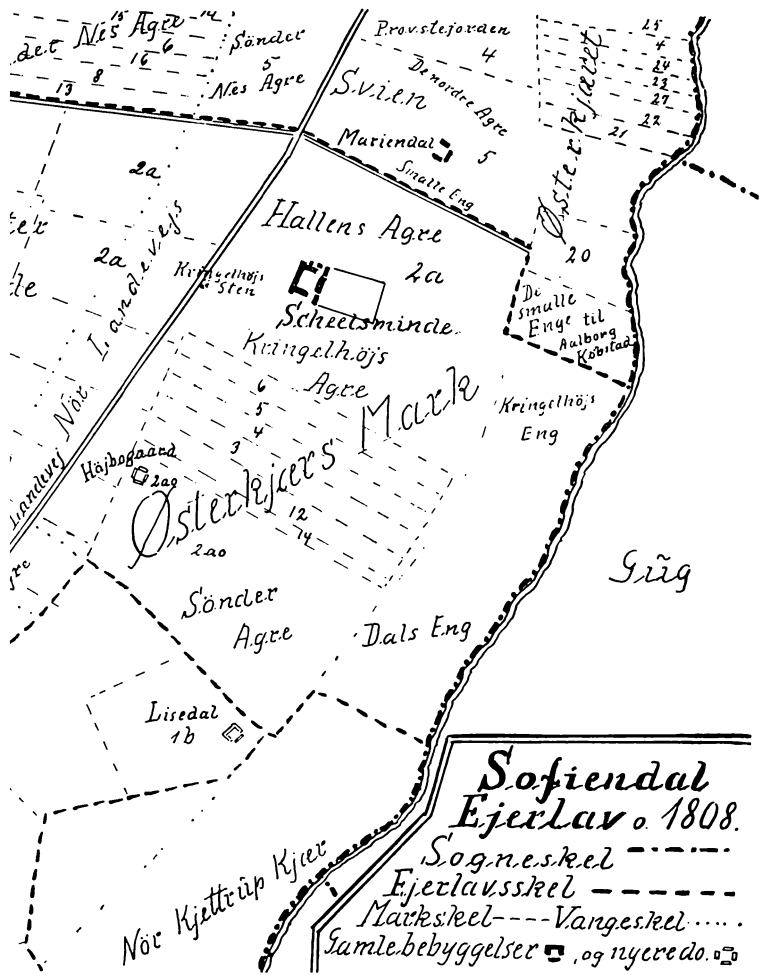 15 14
det Nes Agre
6
16
8
13
Sönder
5
Nes Agre
Provstejorden
4
Svien
De nordre Agre
5
Mariendal
Smalle Eng
Østerkjæret
25
4
24
23
27
22
21
20
2a
2a
Nör Landevejs
Hallens Agre
2a
Kringelhöjs
Sten
Scheelsminde
De
smalle
Enge til
Aalborg
Købstad
Kringelhöjs
Agre
6
5
4
3
12
14
Østerkjærs Mark
Kringelhöjs
Eng
Landevej
Höjbogaard
2aq
2ao
Gũg
Sönder
Agre
Dals Eng
Lisedal
1b
Nör Kjettrup Kjær
Sofiendal
Ejerlav o. 1808.
Sogneskel
Ejerlavsskel
Markskel Vangeskel
Gamle bebyggelser , og nyere do.